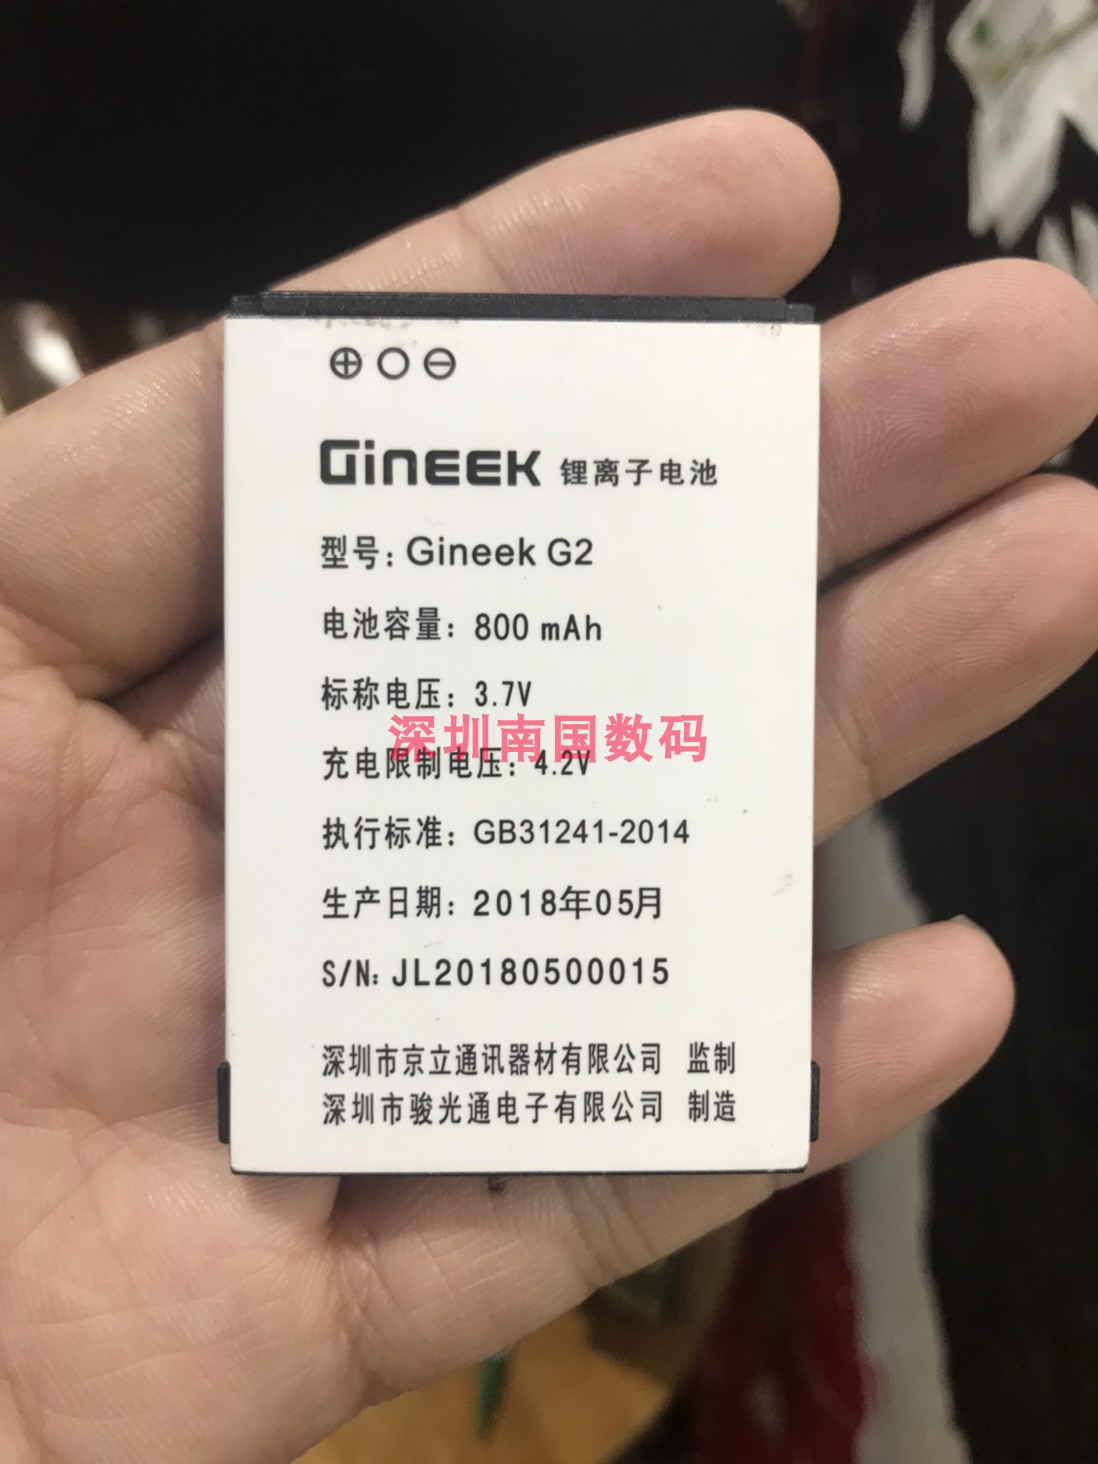 ⊕○⊖
Gineek 锂离子电池
型号：Gineek G2
电池容量：800 mAh
标称电压：3.7V
深圳南国数码
充电限制电压：4.2V
执行标准：GB31241-2014
生产日期：2018年05月
S/N：JL20180500015
深圳市京立通讯器材有限公司 监制
深圳市骏光通电子有限公司 制造